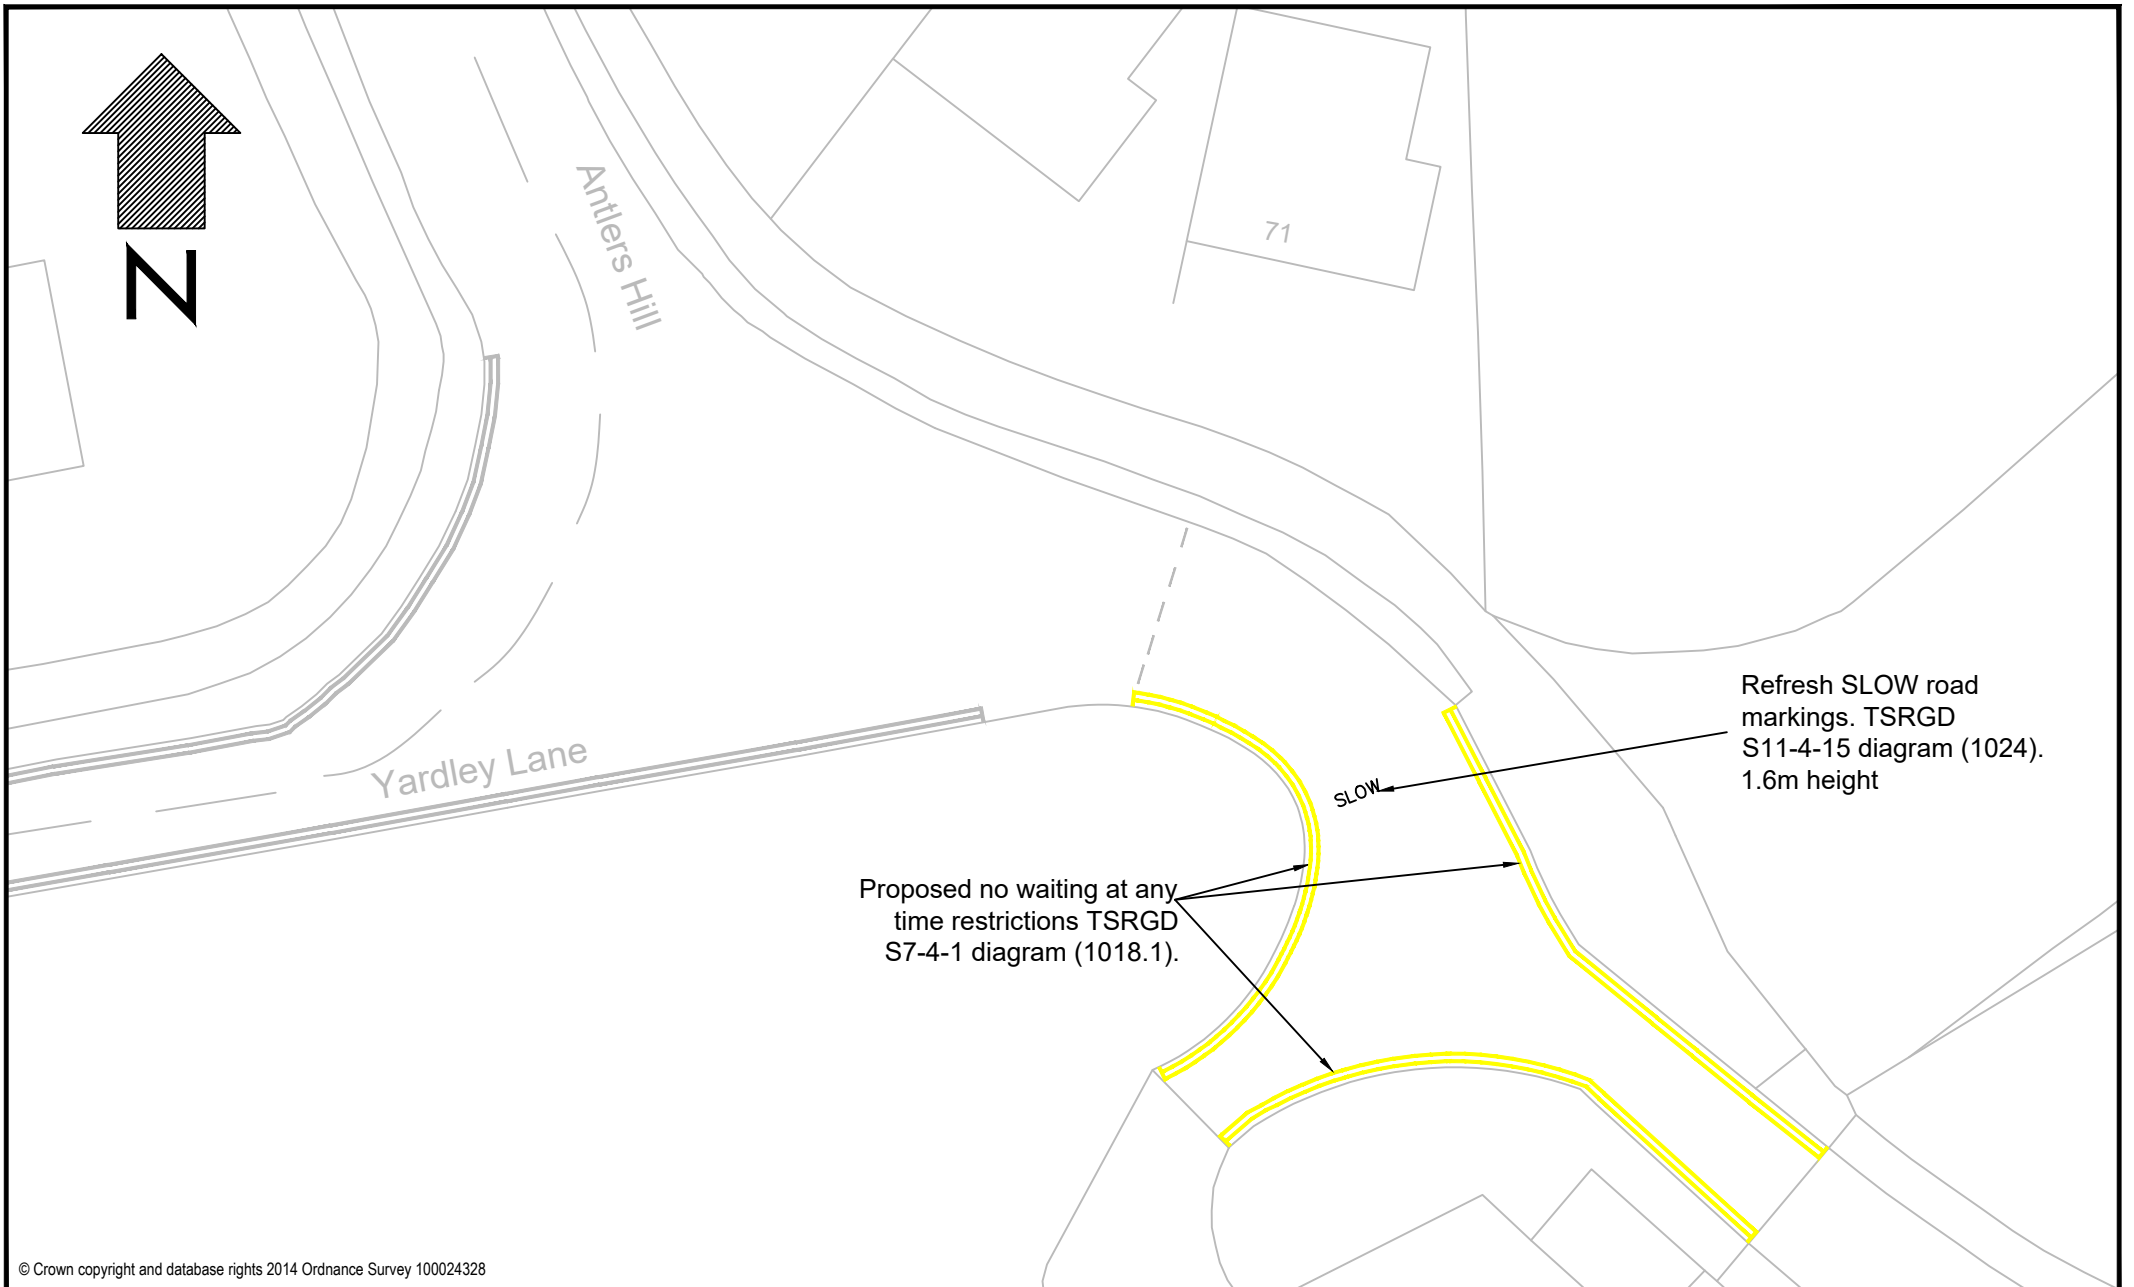 N
Antlers Hill
71
Yardley Lane
SLOW
Refresh SLOW road
markings. TSRGD
S11-4-15 diagram (1024).
1.6m height
Proposed no waiting at any
time restrictions TSRGD
S7-4-1 diagram (1018.1).
© Crown copyright and database rights 2014 Ordnance Survey 100024328